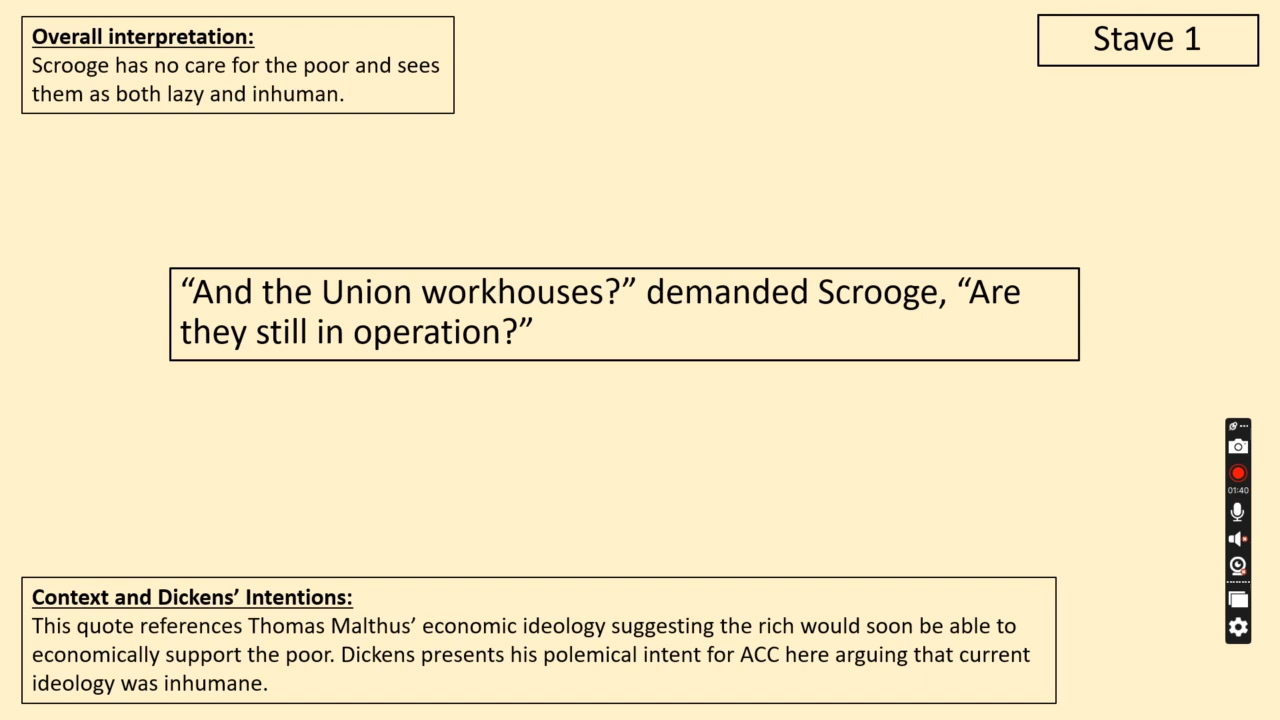 Overall interpretation:
Scrooge has no care for the poor and sees
them as both lazy and inhuman.
Stave 1
“And the Union workhouses?” demanded Scrooge, “Are
they still in operation?”
01:40
Context and Dickens’ Intentions:
This quote references Thomas Malthus’ economic ideology suggesting the rich would soon be able to
economically support the poor. Dickens presents his polemical intent for ACC here arguing that current
ideology was inhumane.